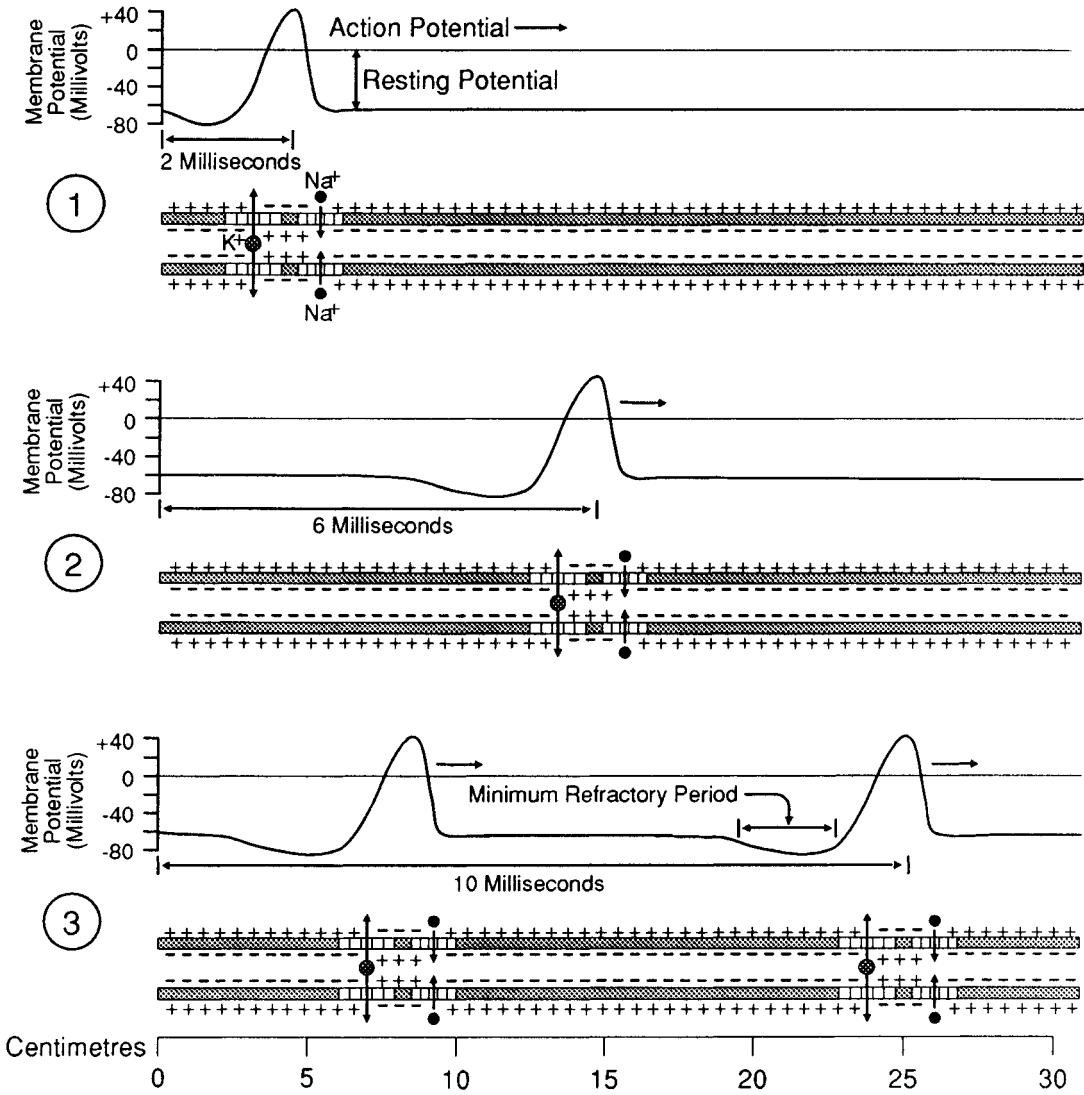 Membrane
Potential
(Millivolts)
+40
0
-40
-80
Action Potential
Resting Potential
2 Milliseconds
1
Na+
K+
Na+
Membrane
Potential
(Millivolts)
+40
0
-40
-80
6 Milliseconds
2
Membrane
Potential
(Millivolts)
+40
0
-40
-80
Minimum Refractory Period
10 Milliseconds
3
Centimetres
0 5 10 15 20 25 30